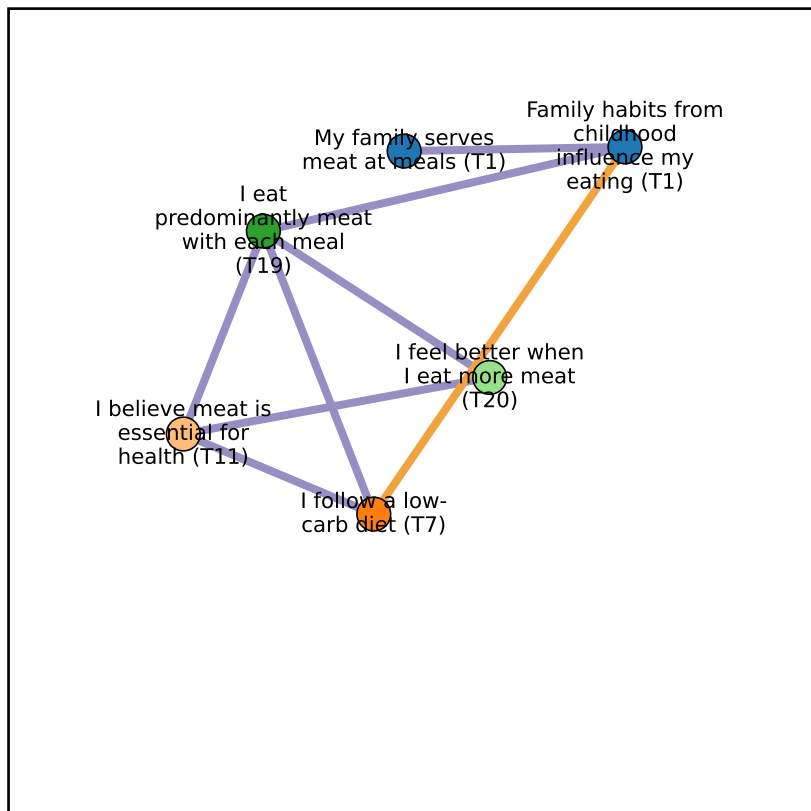 Family habits from
childhood
influence my
eating (T1)
My family serves
meat at meals (T1)
I eat
predominantly meat
with each meal
(T19)
I feel better when
I eat more meat
(T20)
I believe meat is
essential for
health (T11)
I follow a low-
carb diet (T7)